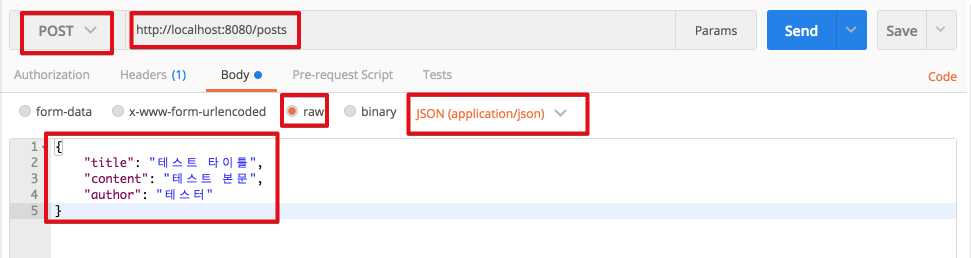 POST http://localhost:8080/posts Params Send Save
Authorization Headers (1) Body Pre-request Script Tests Code
form-data x-www-form-urlencoded raw binary JSON (application/json)
1 {
2 "title": "테스트 타이틀",
3 "content": "테스트 본문",
4 "author": "테스터"
5 }